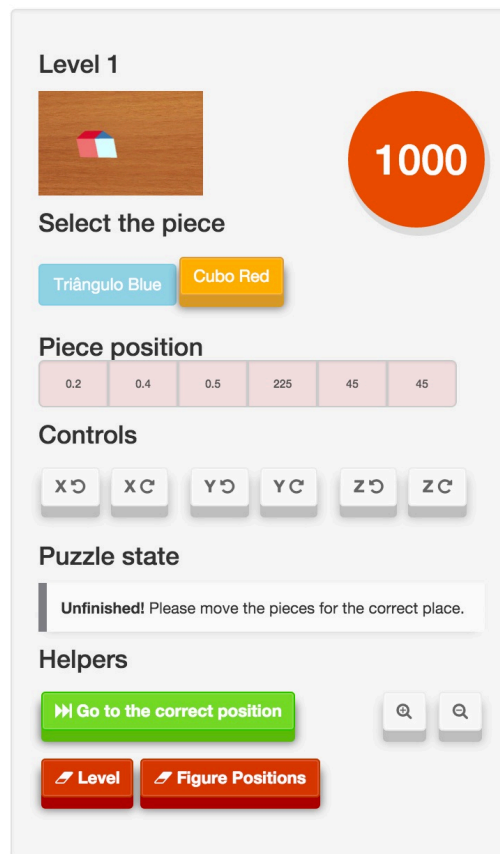 Level 1
1000
Select the piece
Triângulo Blue
Cubo Red
Piece position
0.2 0.4 0.5 225 45 45
Controls
X X Y Y Z Z
Puzzle state
Unfinished! Please move the pieces for the correct place.
Helpers
Go to the correct position
Level Figure Positions